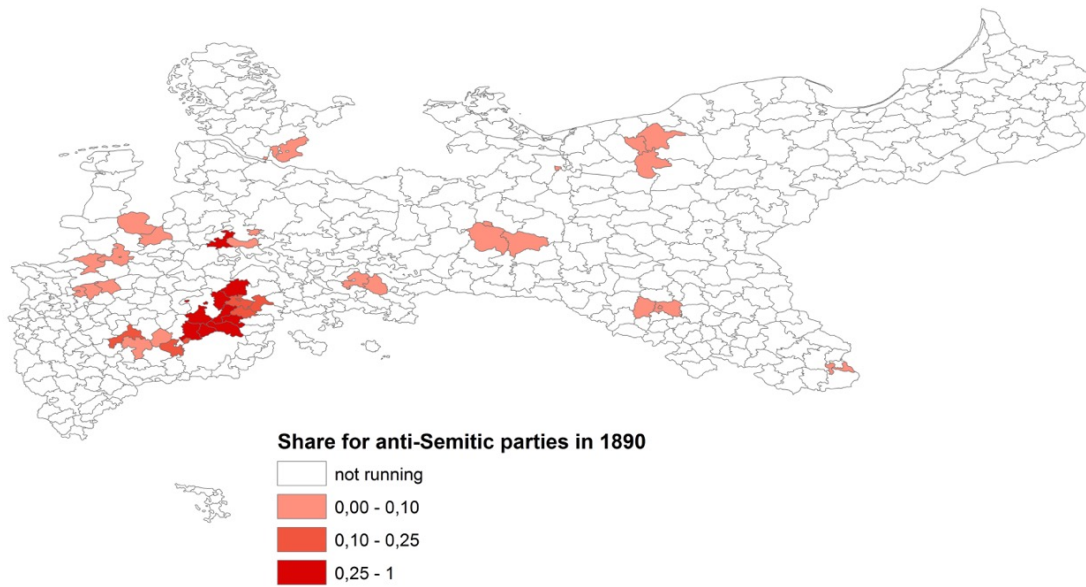 Share for anti-Semitic parties in 1890
not running
0,00 - 0,10
0,10 - 0,25
0,25 - 1